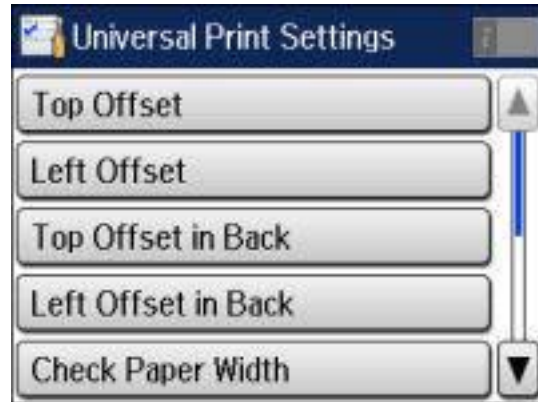 Universal Print Settings
Top Offset
Left Offset
Top Offset in Back
Left Offset in Back
Check Paper Width